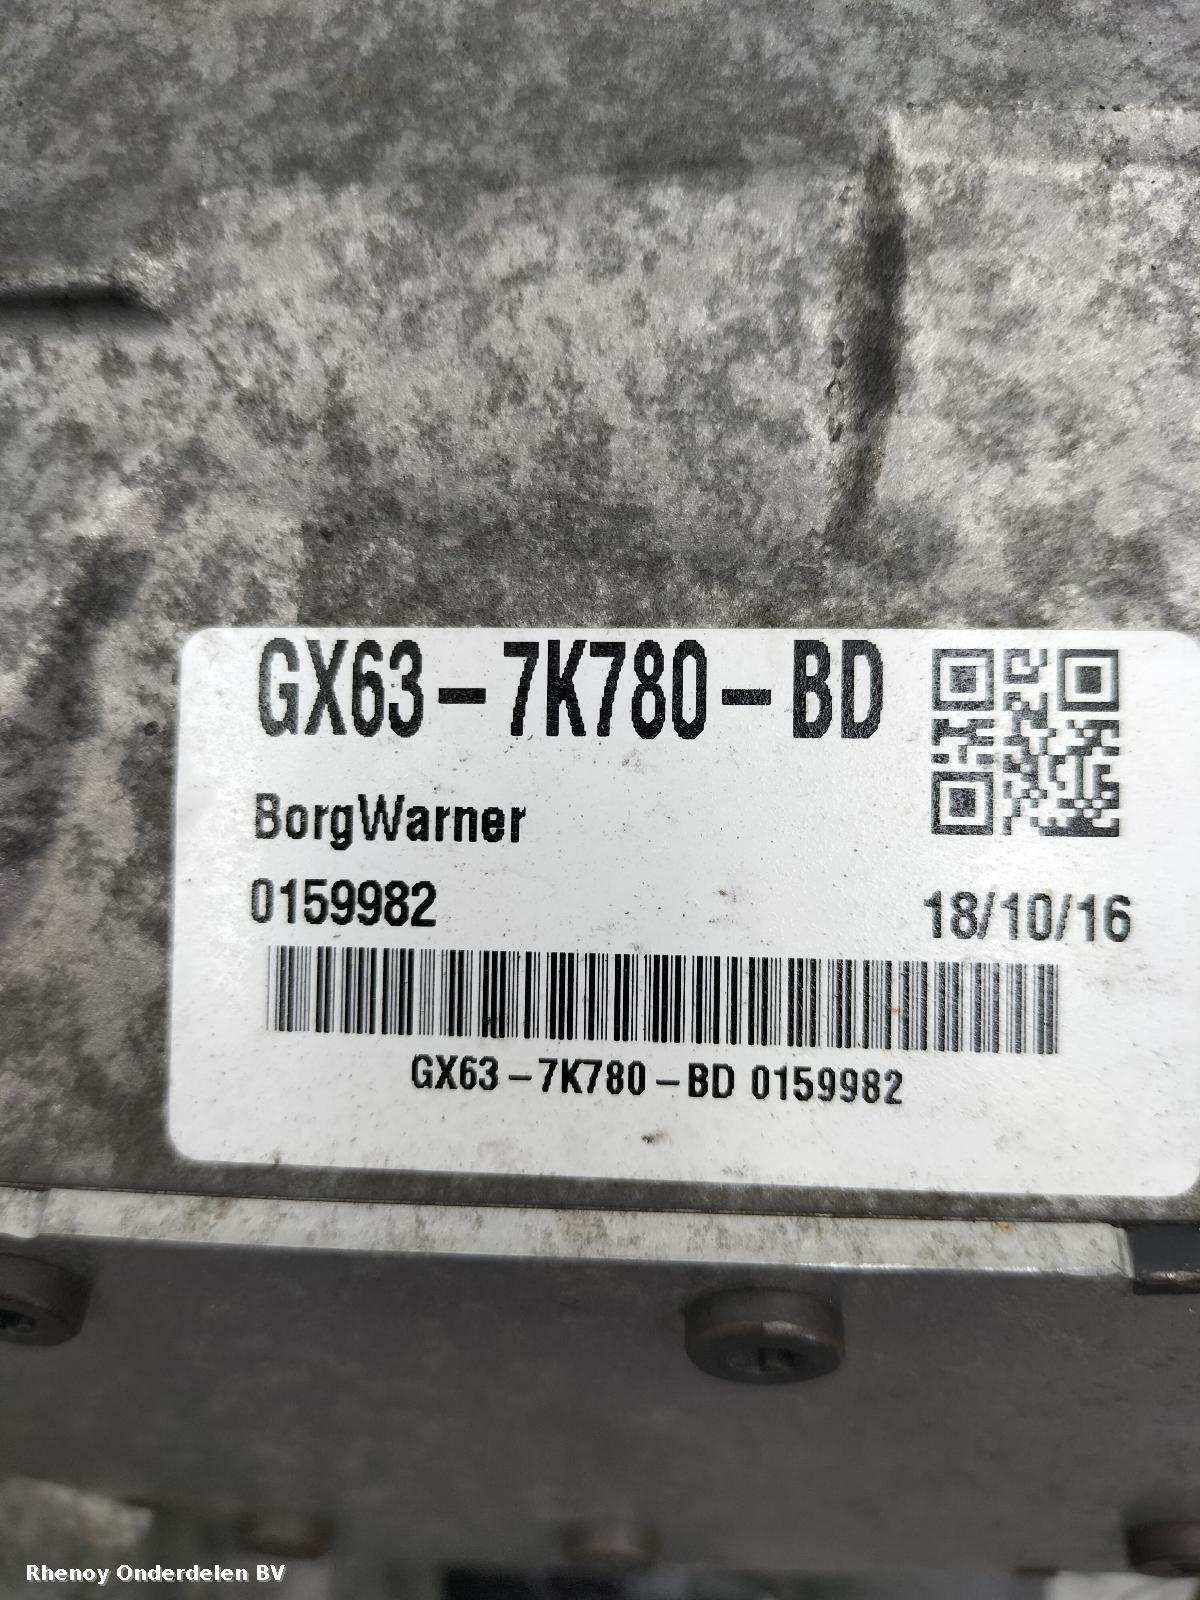 GX63-7K780-BD
BorgWarner
0159982
18/10/16
GX63-7K780-BD 0159982
Rhenoy Onderdelen BV